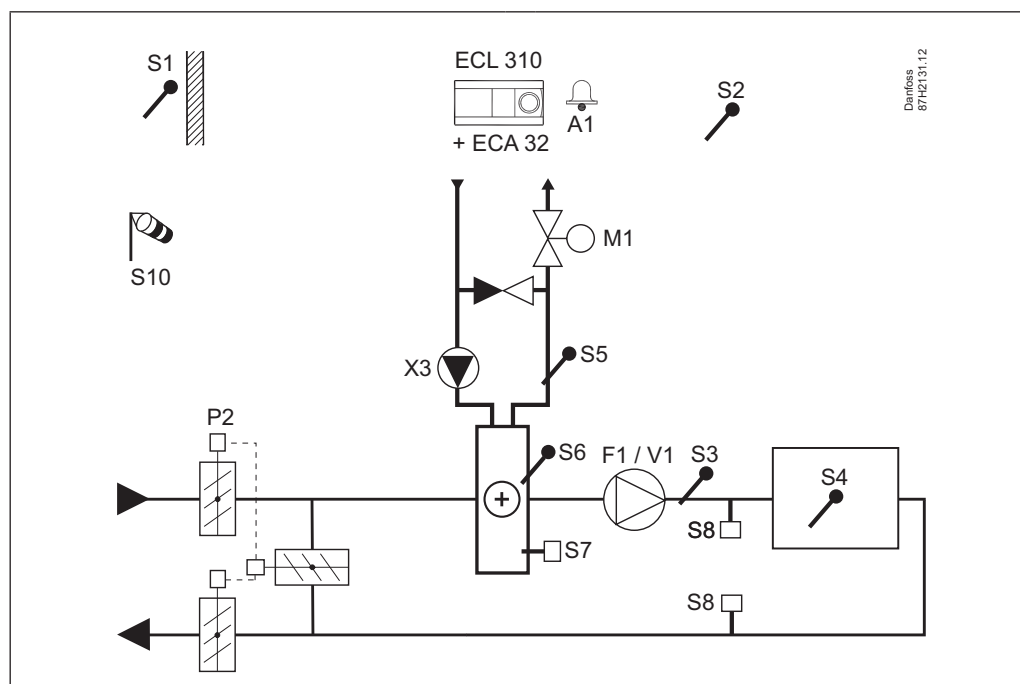 S1
ECL 310
+ ECA 32
A1
S2
Danfoss
87H2131.12
S10
M1
X3
S5
P2
S6
F1 / V1
S3
S4
S8
S7
S8